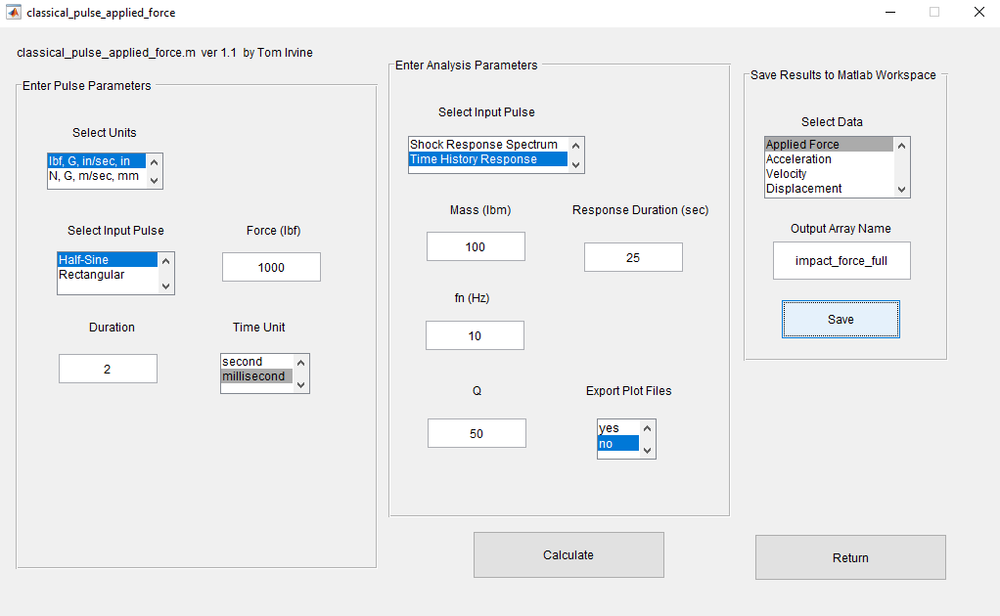 classical_pulse_applied_force
classical_pulse_applied_force.m ver 1.1 by Tom Irvine
Enter Pulse Parameters
Select Units
lbf, G, in/sec, in
N, G, m/sec, mm
Select Input Pulse
Half-Sine
Rectangular
Force (lbf)
1000
Duration
2
Time Unit
second
millisecond
Enter Analysis Parameters
Select Input Pulse
Shock Response Spectrum
Time History Response
Mass (lbm)
100
Response Duration (sec)
25
fn (Hz)
10
Q
50
Export Plot Files
yes
no
Calculate
Save Results to Matlab Workspace
Select Data
Applied Force
Acceleration
Velocity
Displacement
Output Array Name
impact_force_full
Save
Return